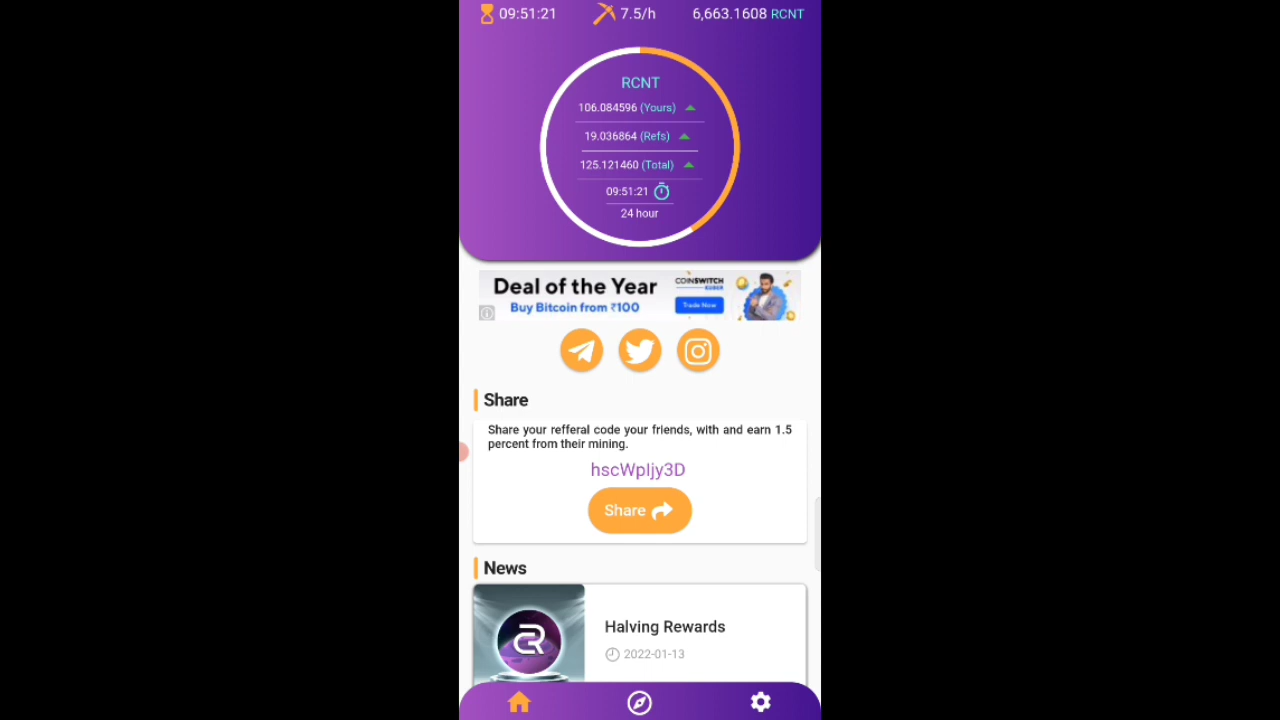 09:51:21 7.5/h 6,663.1608 RCNT
RCNT
106.084596 (Yours)
19.036864 (Refs)
125.121460 (Total)
09:51:21
24 hour
Deal of the Year
Buy Bitcoin from ₹100
COINSWITCH
KUBER
Trade Now
Share
Share your refferal code your friends, with and earn 1.5
percent from their mining.
hscWpIjy3D
Share
News
Halving Rewards
2022-01-13